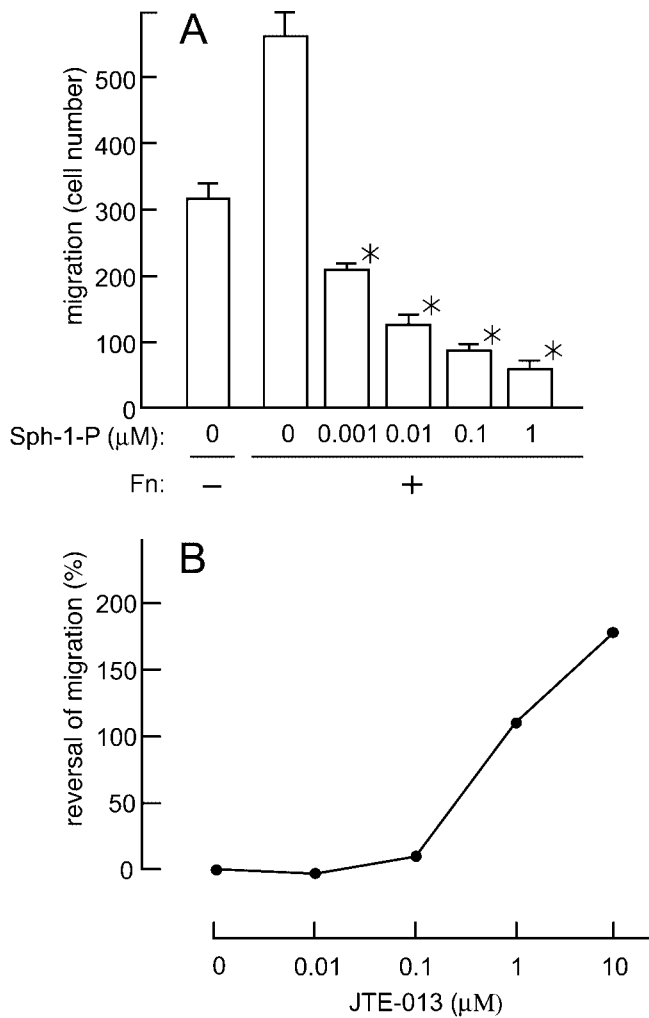 A
migration (cell number)
500
400
300
200
100
0
* * * *
Sph-1-P (μM): 0 0 0.001 0.01 0.1 1
Fn: − +
B
reversal of migration (%)
200
150
100
50
0
0 0.01 0.1 1 10
JTE-013 (μM)